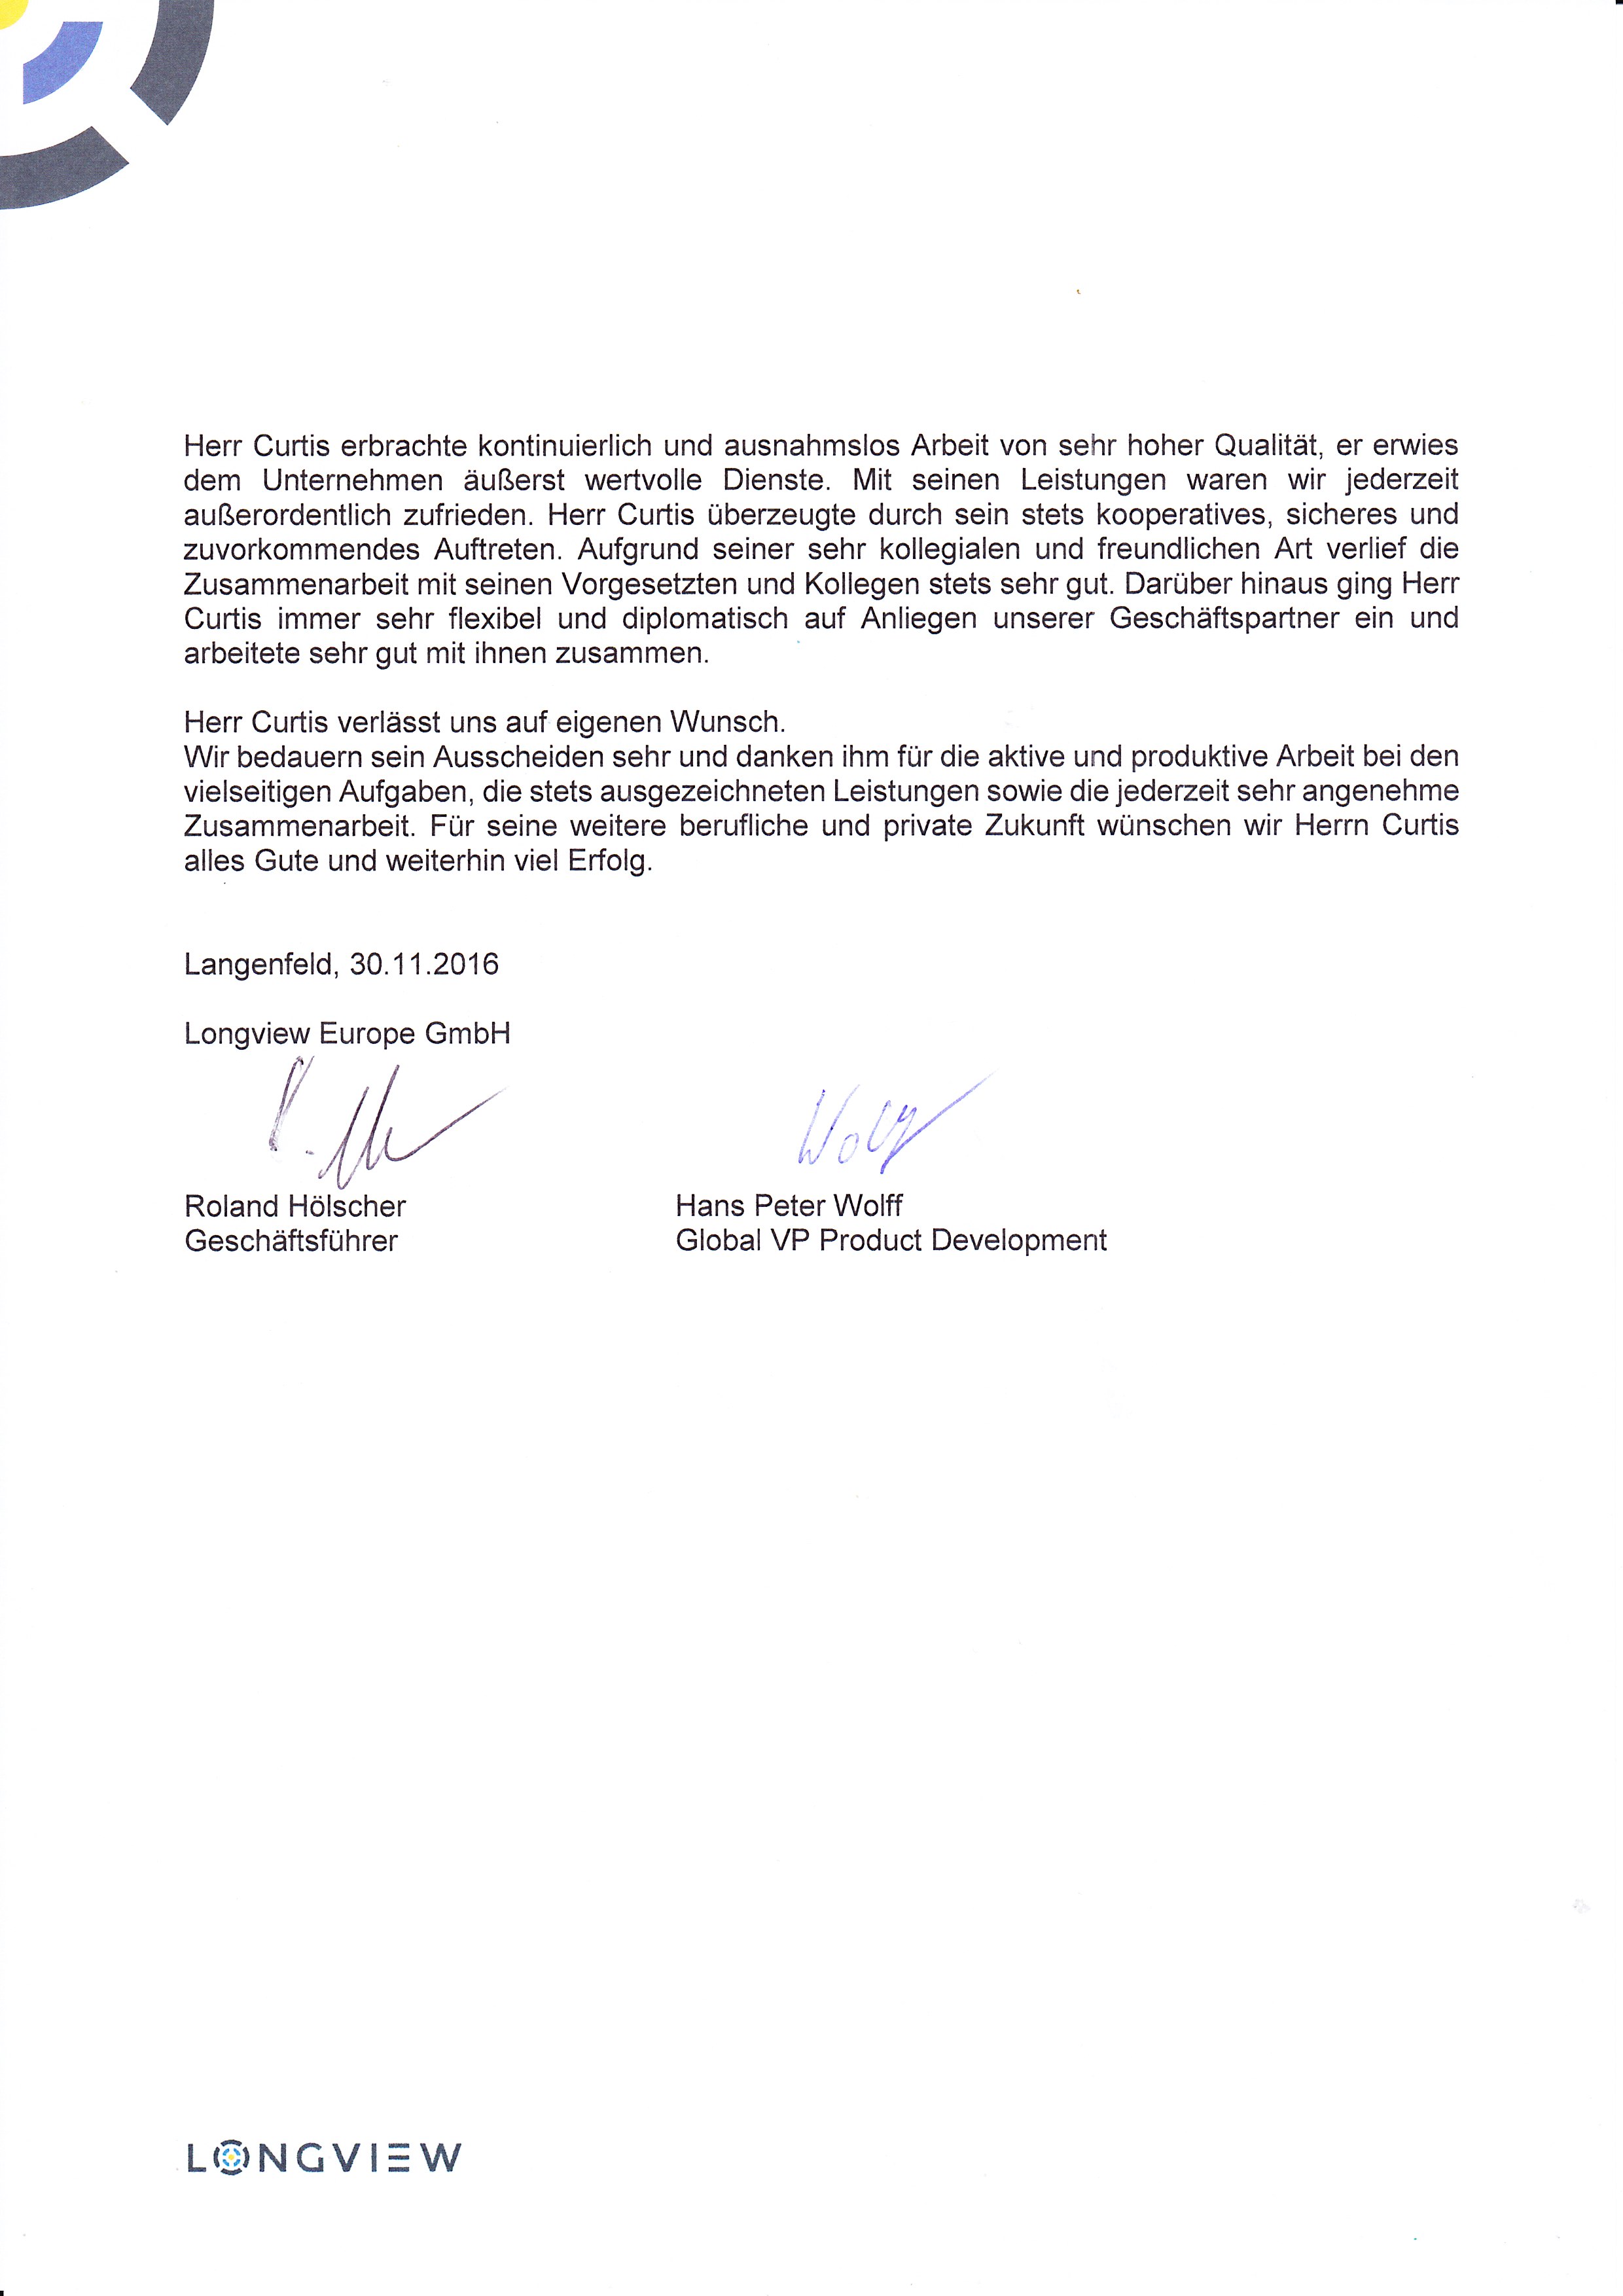 Herr Curtis erbrachte kontinuierlich und ausnahmslos Arbeit von sehr hoher Qualität, er erwies
dem Unternehmen äußerst wertvolle Dienste. Mit seinen Leistungen waren wir jederzeit
außerordentlich zufrieden. Herr Curtis überzeugte durch sein stets kooperatives, sicheres und
zuvorkommendes Auftreten. Aufgrund seiner sehr kollegialen und freundlichen Art verlief die
Zusammenarbeit mit seinen Vorgesetzten und Kollegen stets sehr gut. Darüber hinaus ging Herr
Curtis immer sehr flexibel und diplomatisch auf Anliegen unserer Geschäftspartner ein und
arbeitete sehr gut mit ihnen zusammen.
Herr Curtis verlässt uns auf eigenen Wunsch.
Wir bedauern sein Ausscheiden sehr und danken ihm für die aktive und produktive Arbeit bei den
vielseitigen Aufgaben, die stets ausgezeichneten Leistungen sowie die jederzeit sehr angenehme
Zusammenarbeit. Für seine weitere berufliche und private Zukunft wünschen wir Herrn Curtis
alles Gute und weiterhin viel Erfolg.
Langenfeld, 30.11.2016
Longview Europe GmbH
Wolff
Roland Hölscher Hans Peter Wolff
Geschäftsführer Global VP Product Development
LONGVIEW